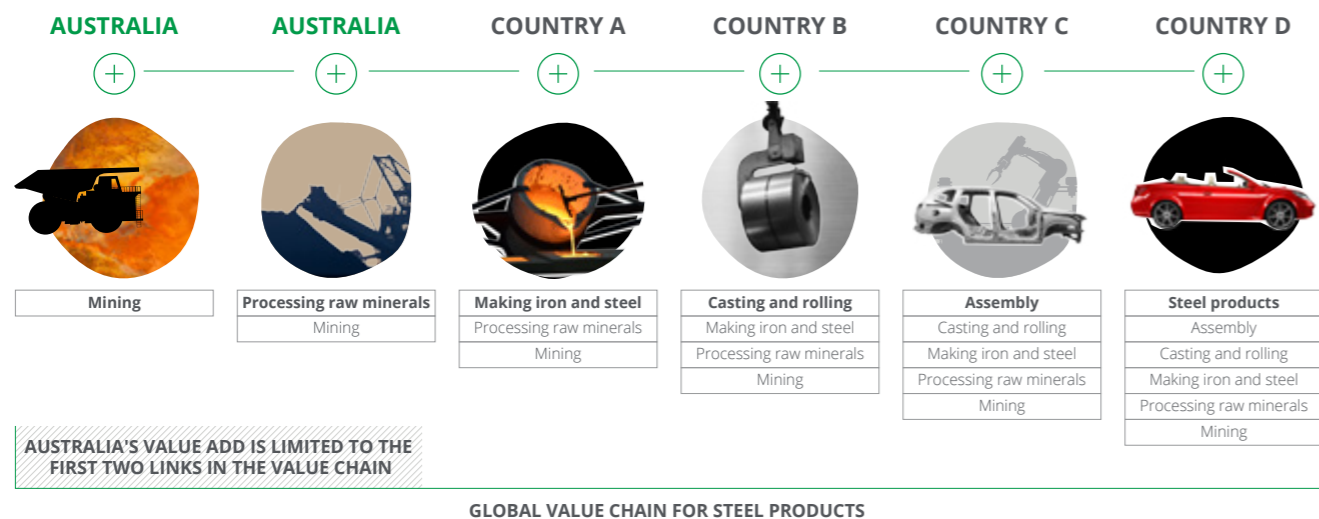 AUSTRALIA
AUSTRALIA
COUNTRY A
COUNTRY B
COUNTRY C
COUNTRY D
Mining
Processing raw minerals
Mining
Making iron and steel
Processing raw minerals
Mining
Casting and rolling
Making iron and steel
Processing raw minerals
Mining
Assembly
Casting and rolling
Making iron and steel
Processing raw minerals
Mining
Steel products
Assembly
Casting and rolling
Making iron and steel
Processing raw minerals
Mining
AUSTRALIA'S VALUE ADD IS LIMITED TO THE
FIRST TWO LINKS IN THE VALUE CHAIN
GLOBAL VALUE CHAIN FOR STEEL PRODUCTS